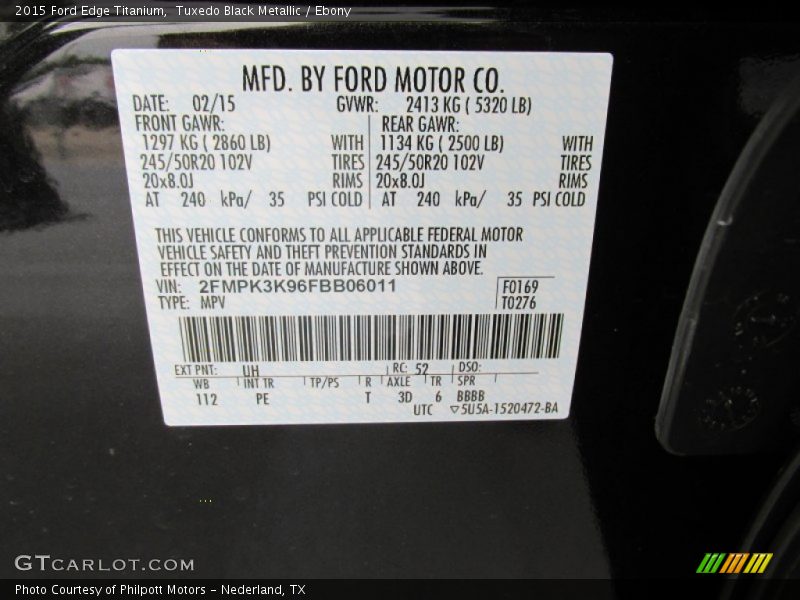 2015 Ford Edge Titanium,  Tuxedo Black Metallic / Ebony
MFD. BY FORD MOTOR CO.
DATE: 02/15 GVWR: 2413 KG ( 5320 LB)
FRONT GAWR: REAR GAWR:
1297 KG ( 2860 LB) WITH 1134 KG ( 2500 LB) WITH
245/50R20 102V TIRES 245/50R20 102V TIRES
20x8.0J RIMS 20x8.0J RIMS
AT 240 kPa/ 35 PSI COLD AT 240 kPa/ 35 PSI COLD
THIS VEHICLE CONFORMS TO ALL APPLICABLE FEDERAL MOTOR
VEHICLE SAFETY AND THEFT PREVENTION STANDARDS IN
EFFECT ON THE DATE OF MANUFACTURE SHOWN ABOVE.
VIN: 2FMPK3K96FBB06011 F0169
TYPE: MPV T0276
EXT PNT: UH RC: 52 DSO:
WB INT TR TP/PS R AXLE TR SPR
112 PE T 3D 6 BBBB
UTC ▽5U5A-1520472-BA
GTCARLOT.COM
Photo Courtesy of Philpott Motors - Nederland, TX